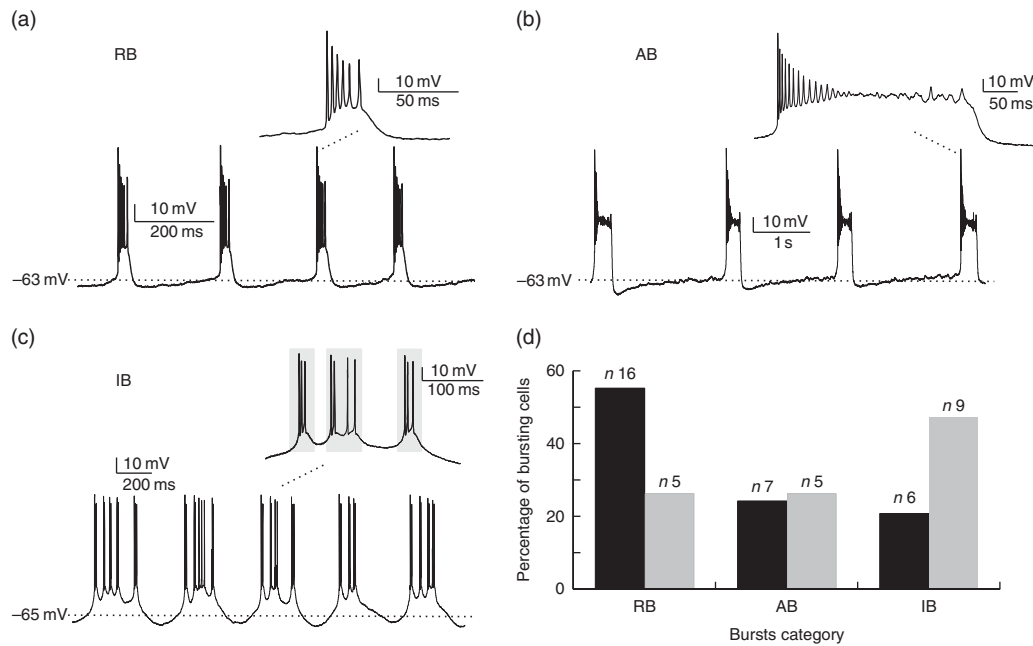 (a)
RB
10 mV
50 ms
10 mV
200 ms
–63 mV
(b)
AB
10 mV
50 ms
10 mV
1 s
–63 mV
(c)
IB
10 mV
100 ms
10 mV
200 ms
–65 mV
(d)
Percentage of bursting cells
60
40
20
0
n 16
n 5
n 7
n 5
n 6
n 9
RB
AB
IB
Bursts category